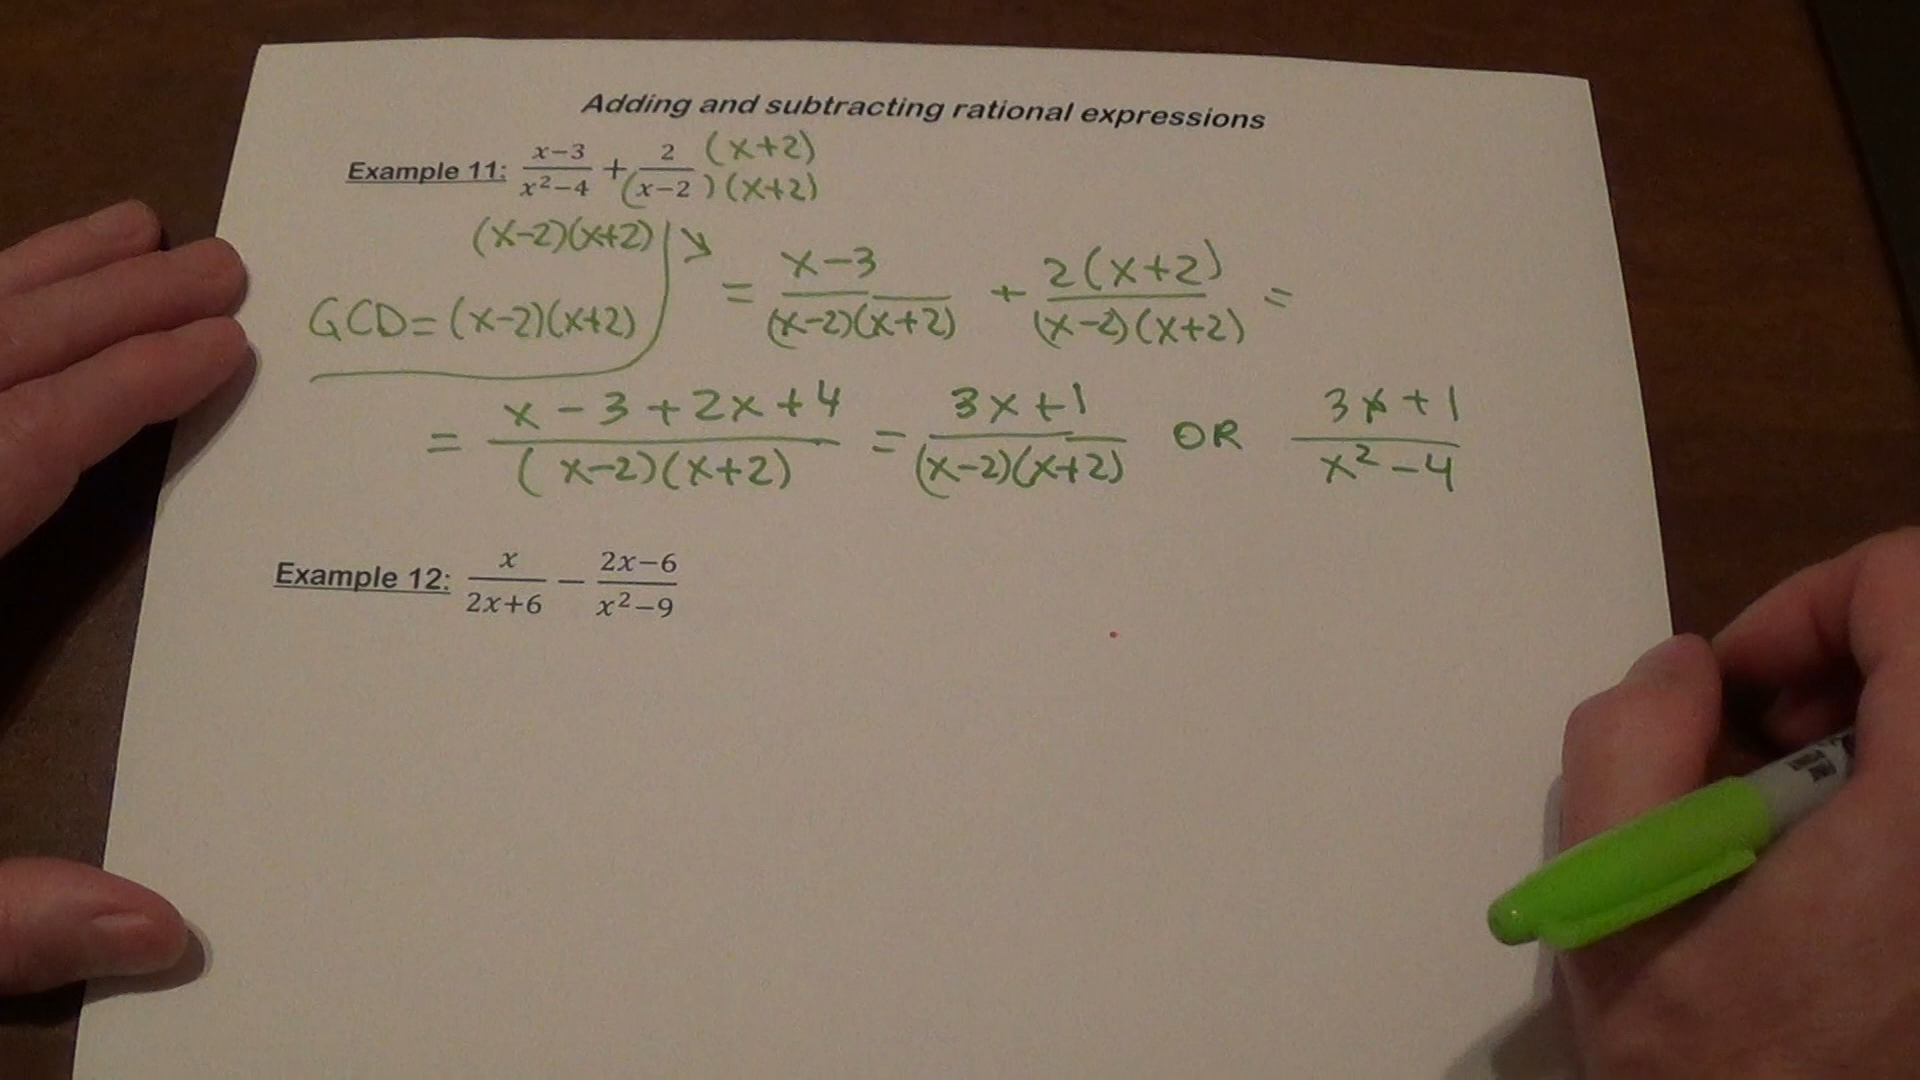 Adding and subtracting rational expressions
Example 11: x-3/x²-4 + 2(x+2)/(x-2)(x+2)
(x-2)(x+2)
= x-3/(x-2)(x+2) + 2(x+2)/(x-2)(x+2) =
GCD=(x-2)(x+2)
= x-3+2x+4/(x-2)(x+2) = 3x+1/(x-2)(x+2) OR 3x+1/x²-4
Example 12: x/2x+6 − 2x-6/x²-9